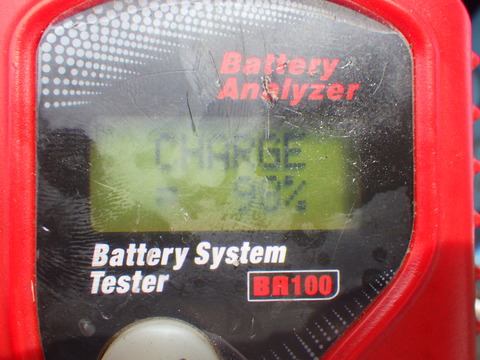 Battery
Analyzer
CHARGE
= 90%
Battery System
Tester
BR100